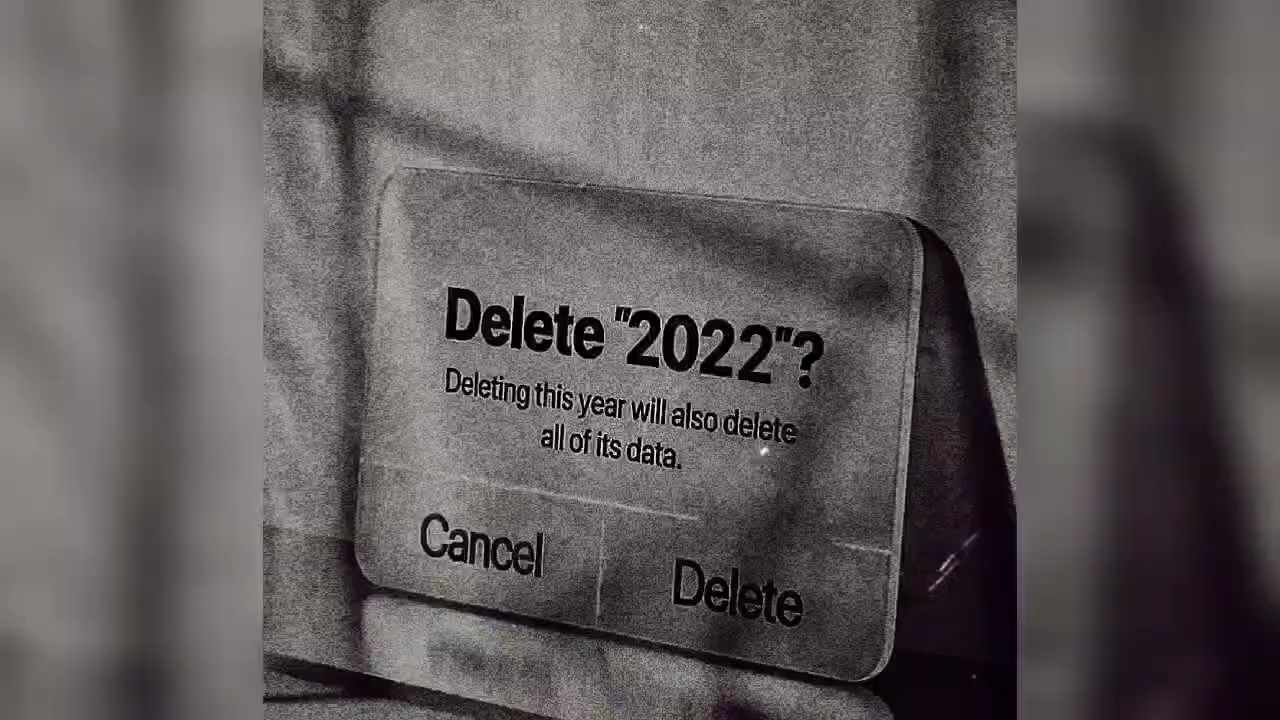 Delete "2022"?
Deleting this year will also delete
all of its data.
Cancel
Delete